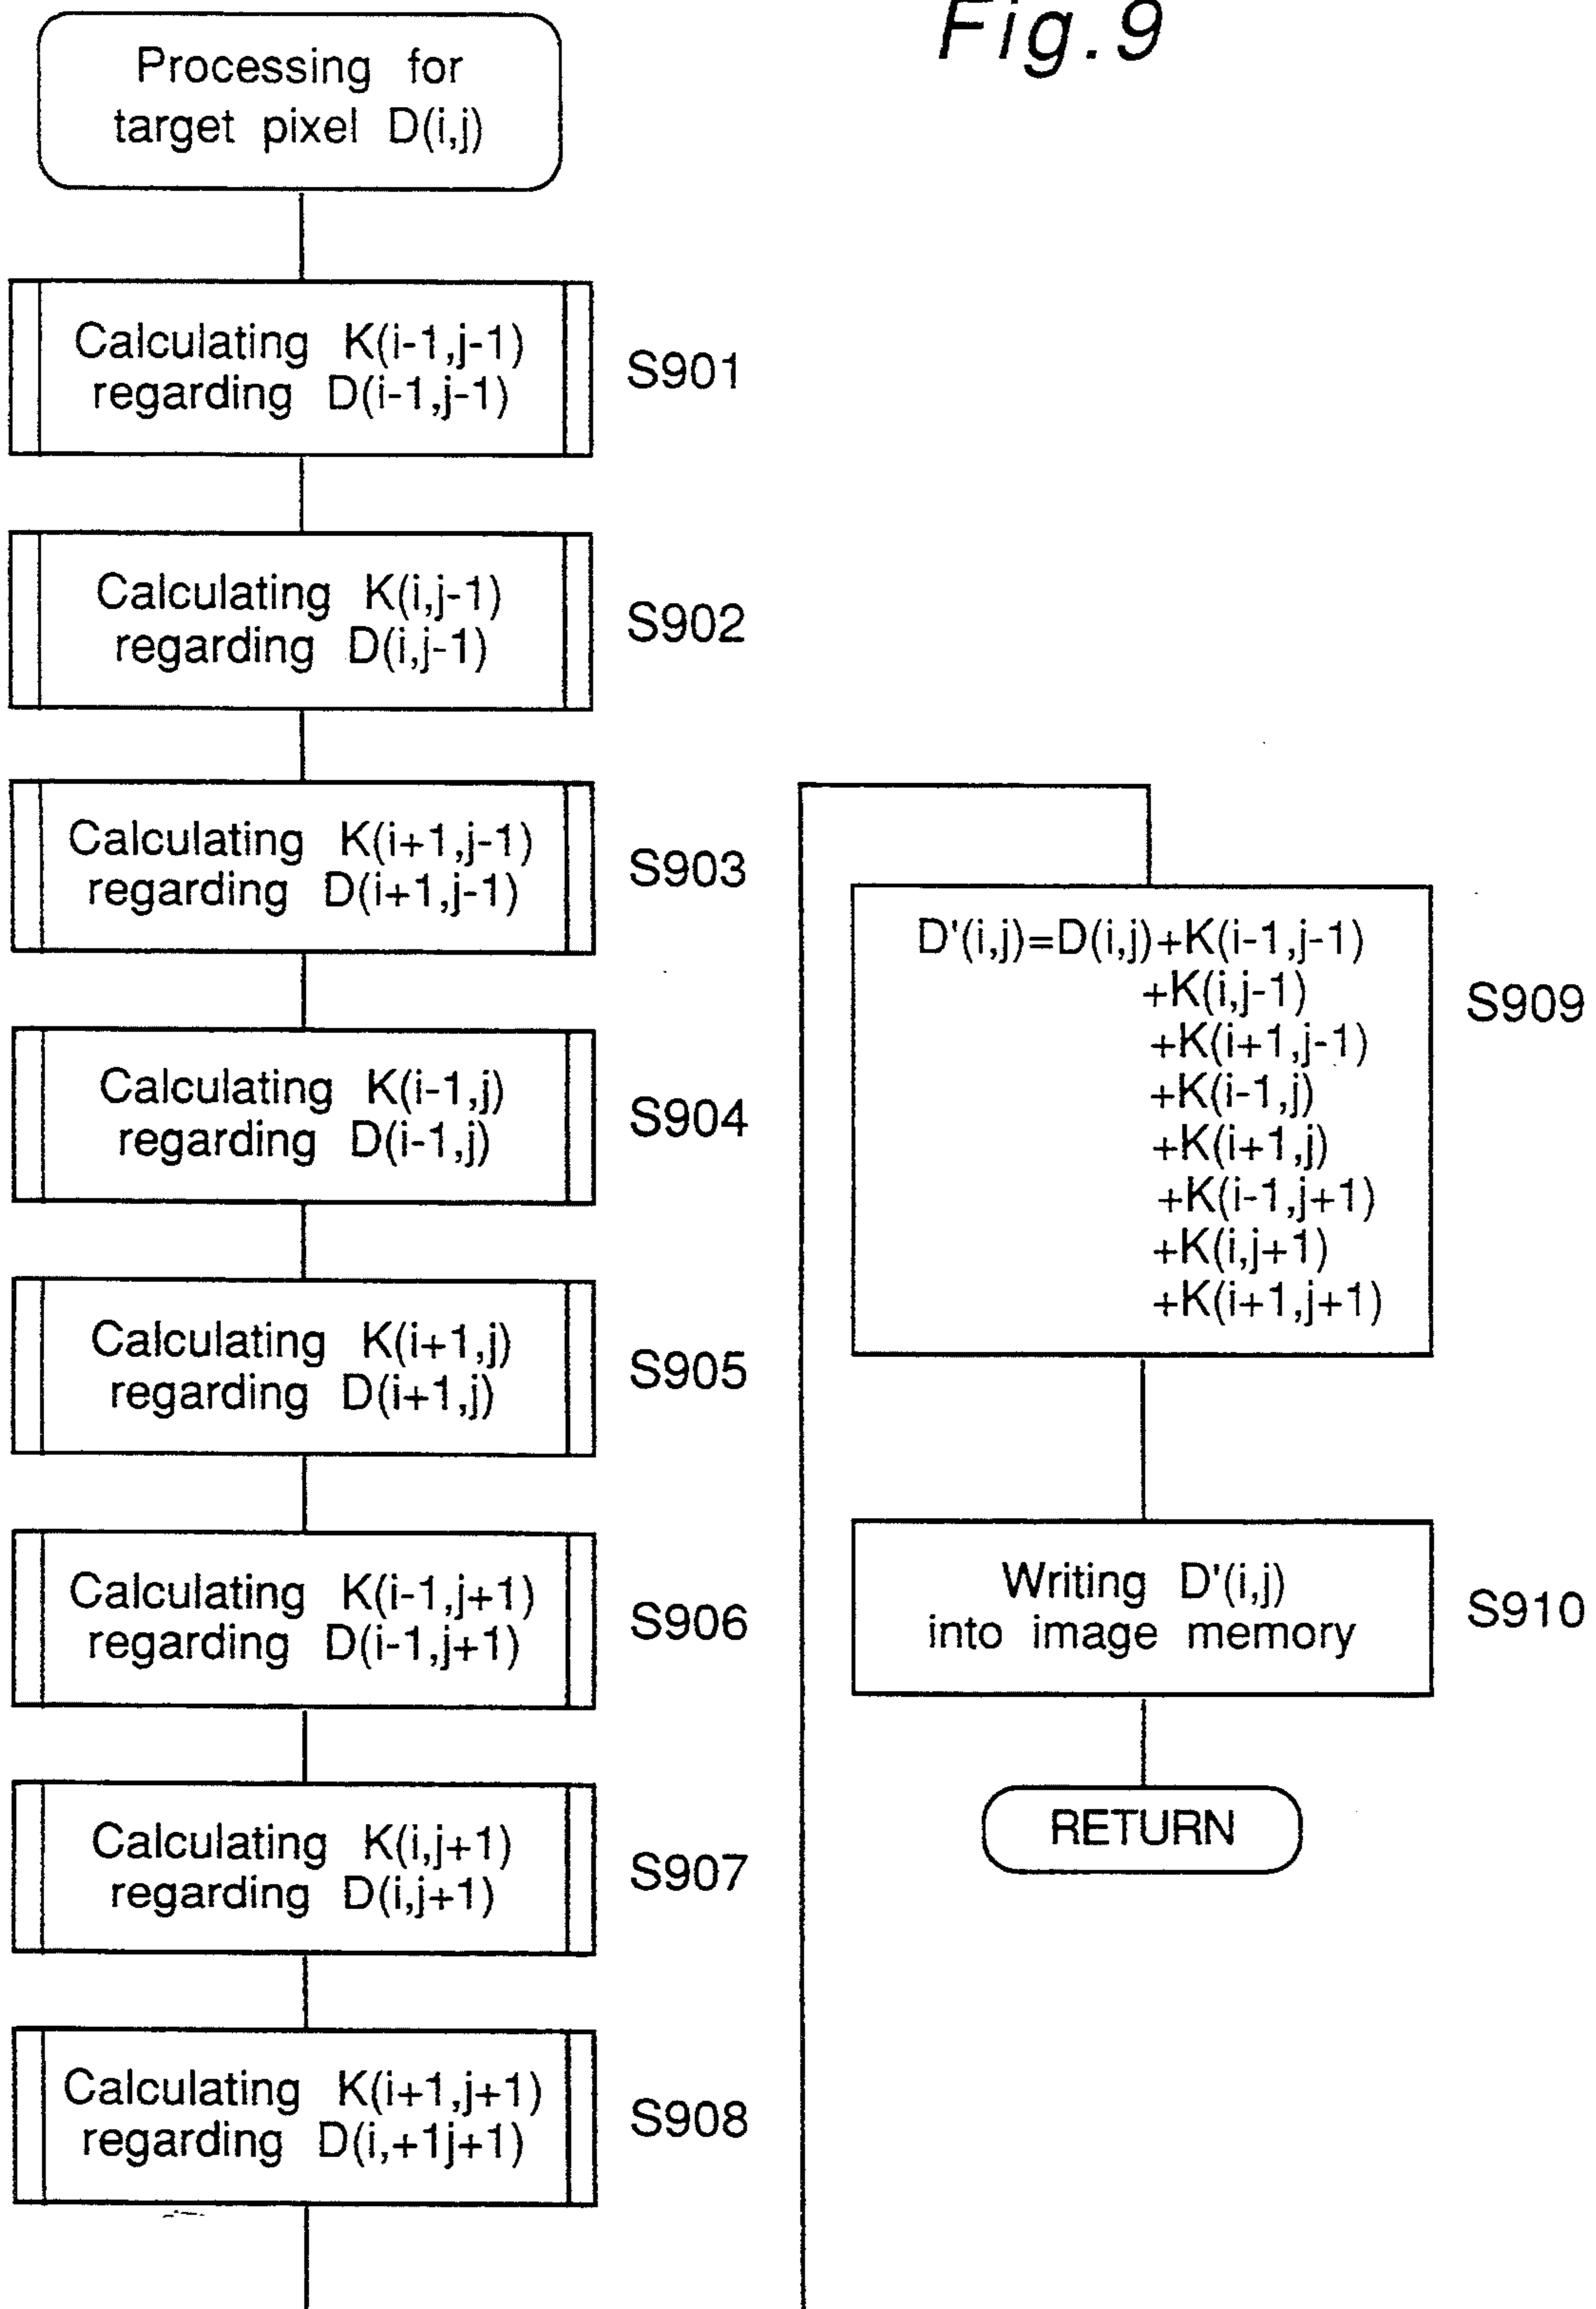 Fig.9
Processing for
target pixel D(i,j)
Calculating K(i-1,j-1)
regarding D(i-1,j-1)
S901
Calculating K(i,j-1)
regarding D(i,j-1)
S902
Calculating K(i+1,j-1)
regarding D(i+1,j-1)
S903
Calculating K(i-1,j)
regarding D(i-1,j)
S904
Calculating K(i+1,j)
regarding D(i+1,j)
S905
Calculating K(i-1,j+1)
regarding D(i-1,j+1)
S906
Calculating K(i,j+1)
regarding D(i,j+1)
S907
Calculating K(i+1,j+1)
regarding D(i,+1j+1)
S908
D'(i,j)=D(i,j)+K(i-1,j-1)
+K(i,j-1)
+K(i+1,j-1)
+K(i-1,j)
+K(i+1,j)
+K(i-1,j+1)
+K(i,j+1)
+K(i+1,j+1)
S909
Writing D'(i,j)
into image memory
S910
RETURN